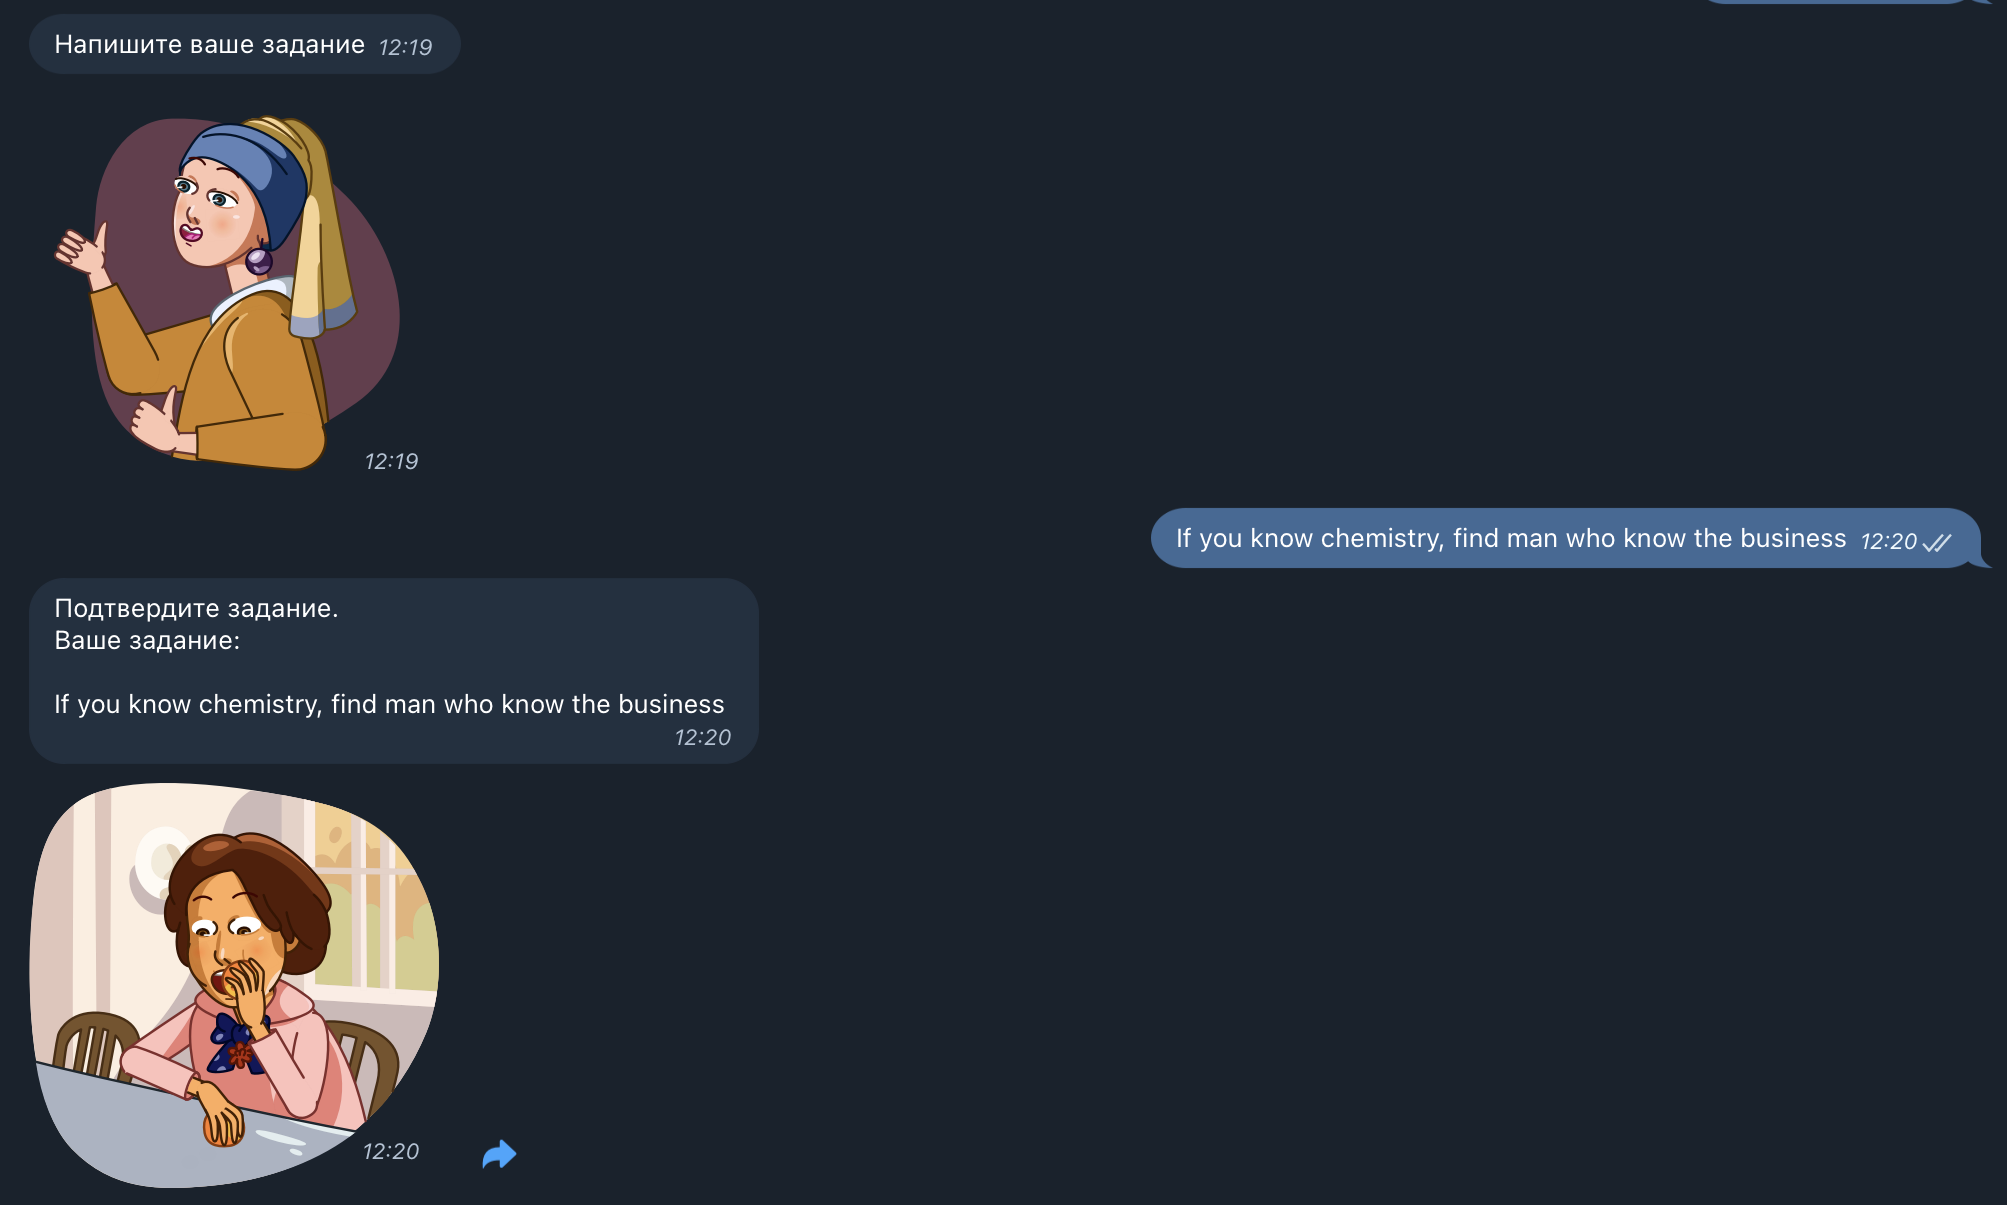 Напишите ваше задание 12:19
12:19
If you know chemistry, find man who know the business 12:20
Подтвердите задание.
Ваше задание:
If you know chemistry, find man who know the business
12:20
12:20